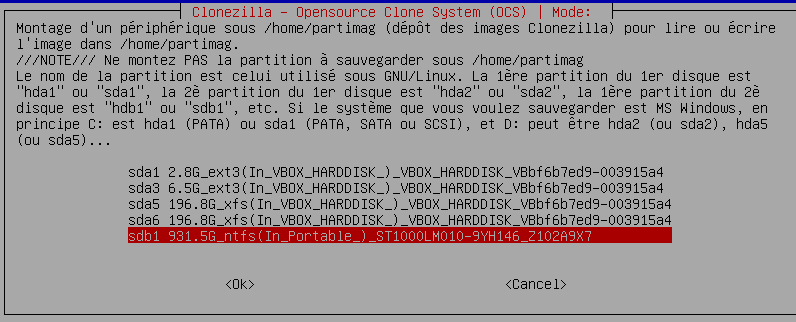 Clonezilla - Opensource Clone System (OCS) | Mode:
Montage d'un périphérique sous /home/partimag (dépôt des images Clonezilla) pour lire ou écrire
l'image dans /home/partimag.
///NOTE/// Ne montez PAS la partition à sauvegarder sous /home/partimag
Le nom de la partition est celui utilisé sous GNU/Linux. La 1ère partition du 1er disque est
"hda1" ou "sda1", la 2è partition du 1er disque est "hda2" ou "sda2", la 1ère partition du 2è
disque est "hdb1" ou "sdb1", etc. Si le système que vous voulez sauvegarder est MS Windows, en
principe C: est hda1 (PATA) ou sda1 (PATA, SATA ou SCSI), et D: peut être hda2 (ou sda2), hda5
(ou sda5)...
sda1 2.8G_ext3(In_VBOX_HARDDISK_)_VBOX_HARDDISK_VBbf6b7ed9-003915a4
sda3 6.5G_ext3(In_VBOX_HARDDISK_)_VBOX_HARDDISK_VBbf6b7ed9-003915a4
sda5 196.8G_xfs(In_VBOX_HARDDISK_)_VBOX_HARDDISK_VBbf6b7ed9-003915a4
sda6 196.8G_xfs(In_VBOX_HARDDISK_)_VBOX_HARDDISK_VBbf6b7ed9-003915a4
sdb1 931.5G_ntfs(In_Portable_)_ST1000LM010-9YH146_Z102A9X7
<Ok> <Cancel>